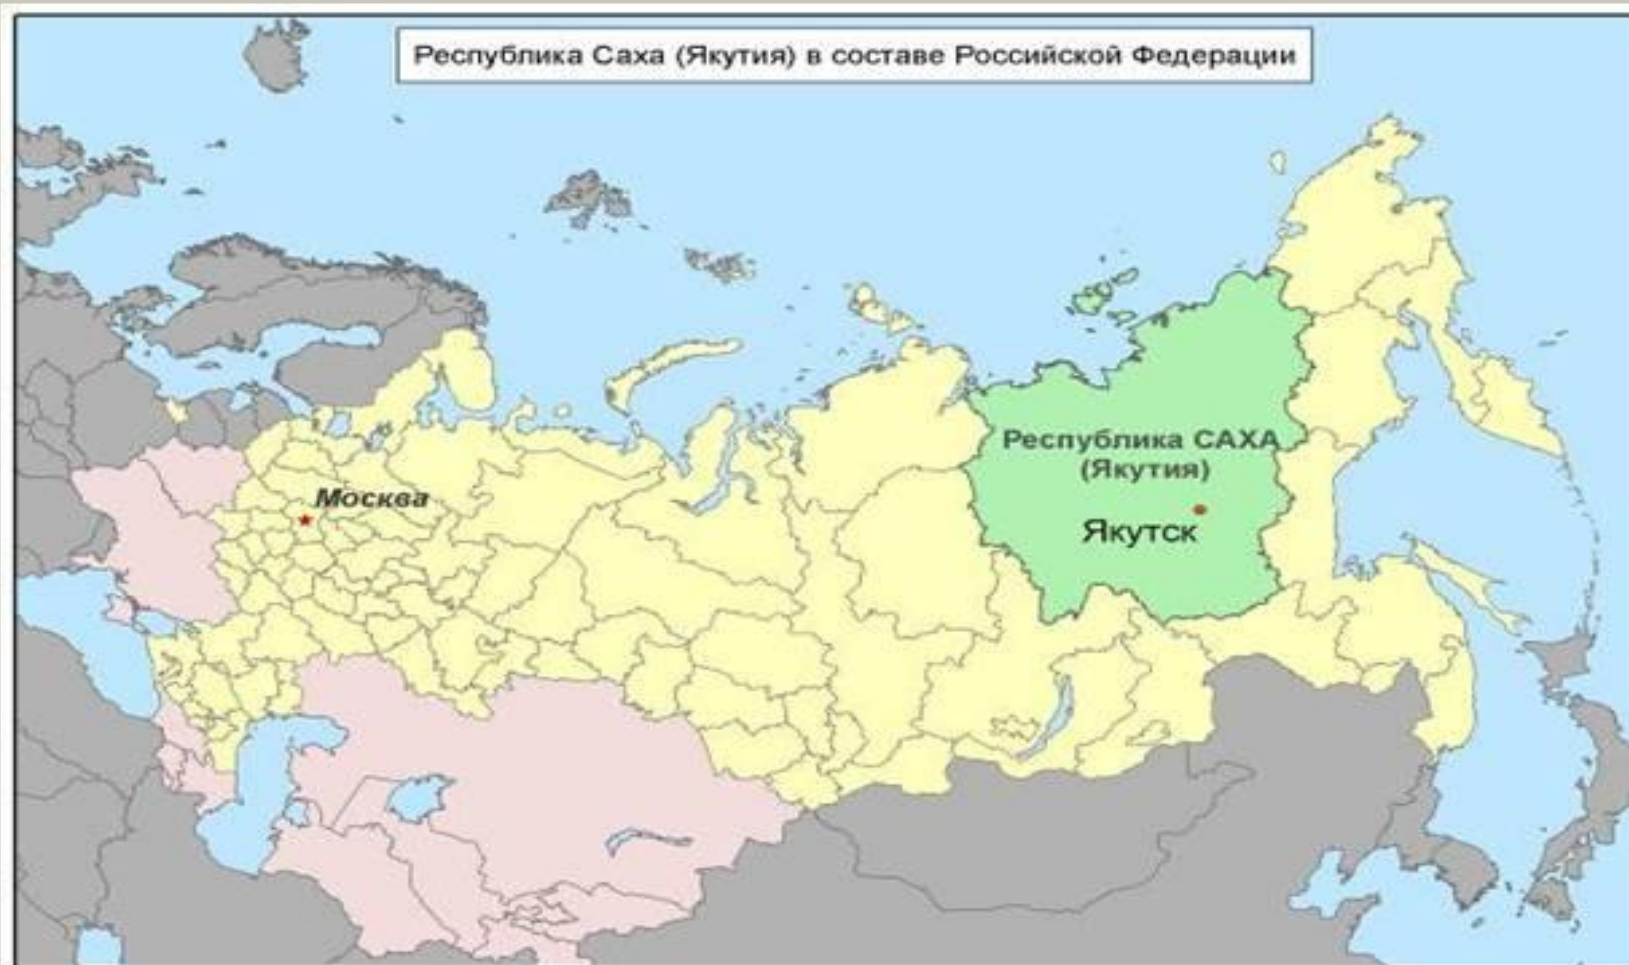 Республика Саха (Якутия) в составе Российской Федерации
Республика САХА
(Якутия)
Москва
Якутск